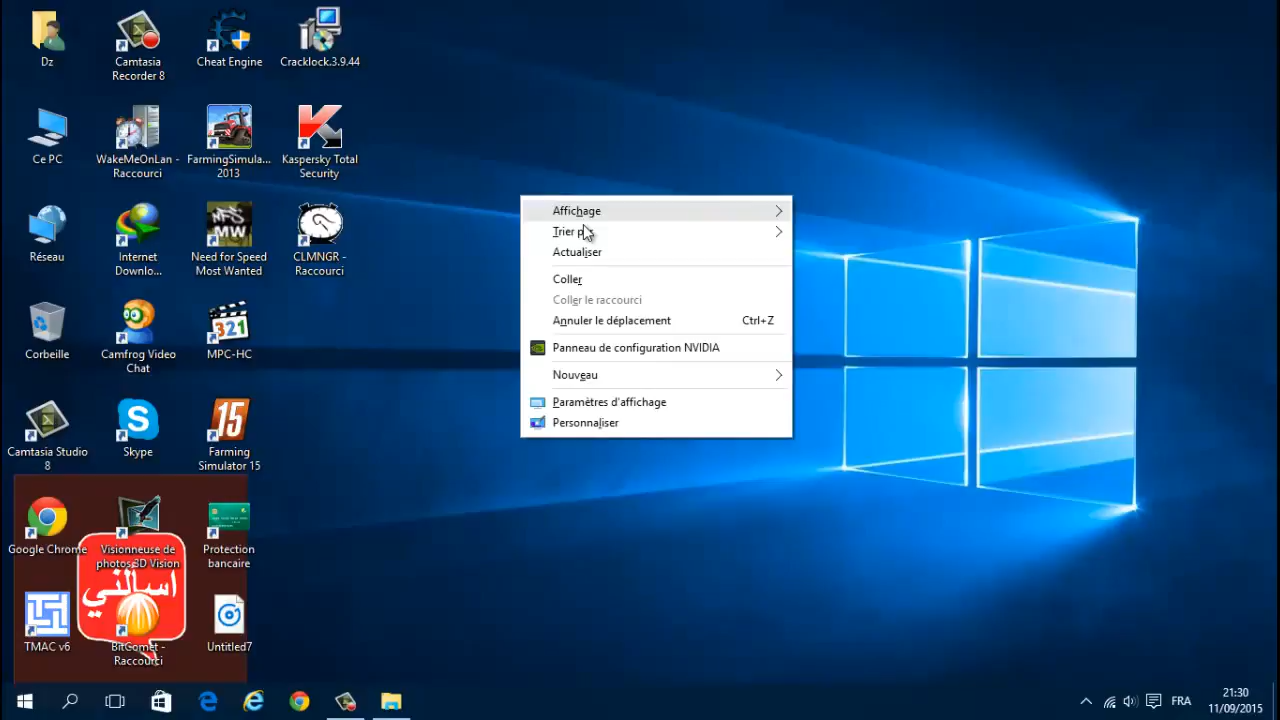 Dz
Camtasia
Recorder 8
Cheat Engine
Cracklock.3.9.44
Ce PC
WakeMeOnLan -
Raccourci
FarmingSimula...
2013
Kaspersky Total
Security
Réseau
Internet
Downlo...
NFS
MW
Need for Speed
Most Wanted
CLMNGR -
Raccourci
Corbeille
Camfrog Video
Chat
321
MPC-HC
Camtasia Studio
8
Skype
15
Farming
Simulator 15
Google Chrome
Visionneuse de
photos 3D Vision
Protection
bancaire
اسألني
TMAC v6
BitComet -
Raccourci
Untitled7
Affichage
Trier
Actualiser
Coller
Coller le raccourci
Annuler le déplacement Ctrl+Z
Panneau de configuration NVIDIA
Nouveau
Paramètres d'affichage
Personnaliser
FRA
21:30
11/09/2015